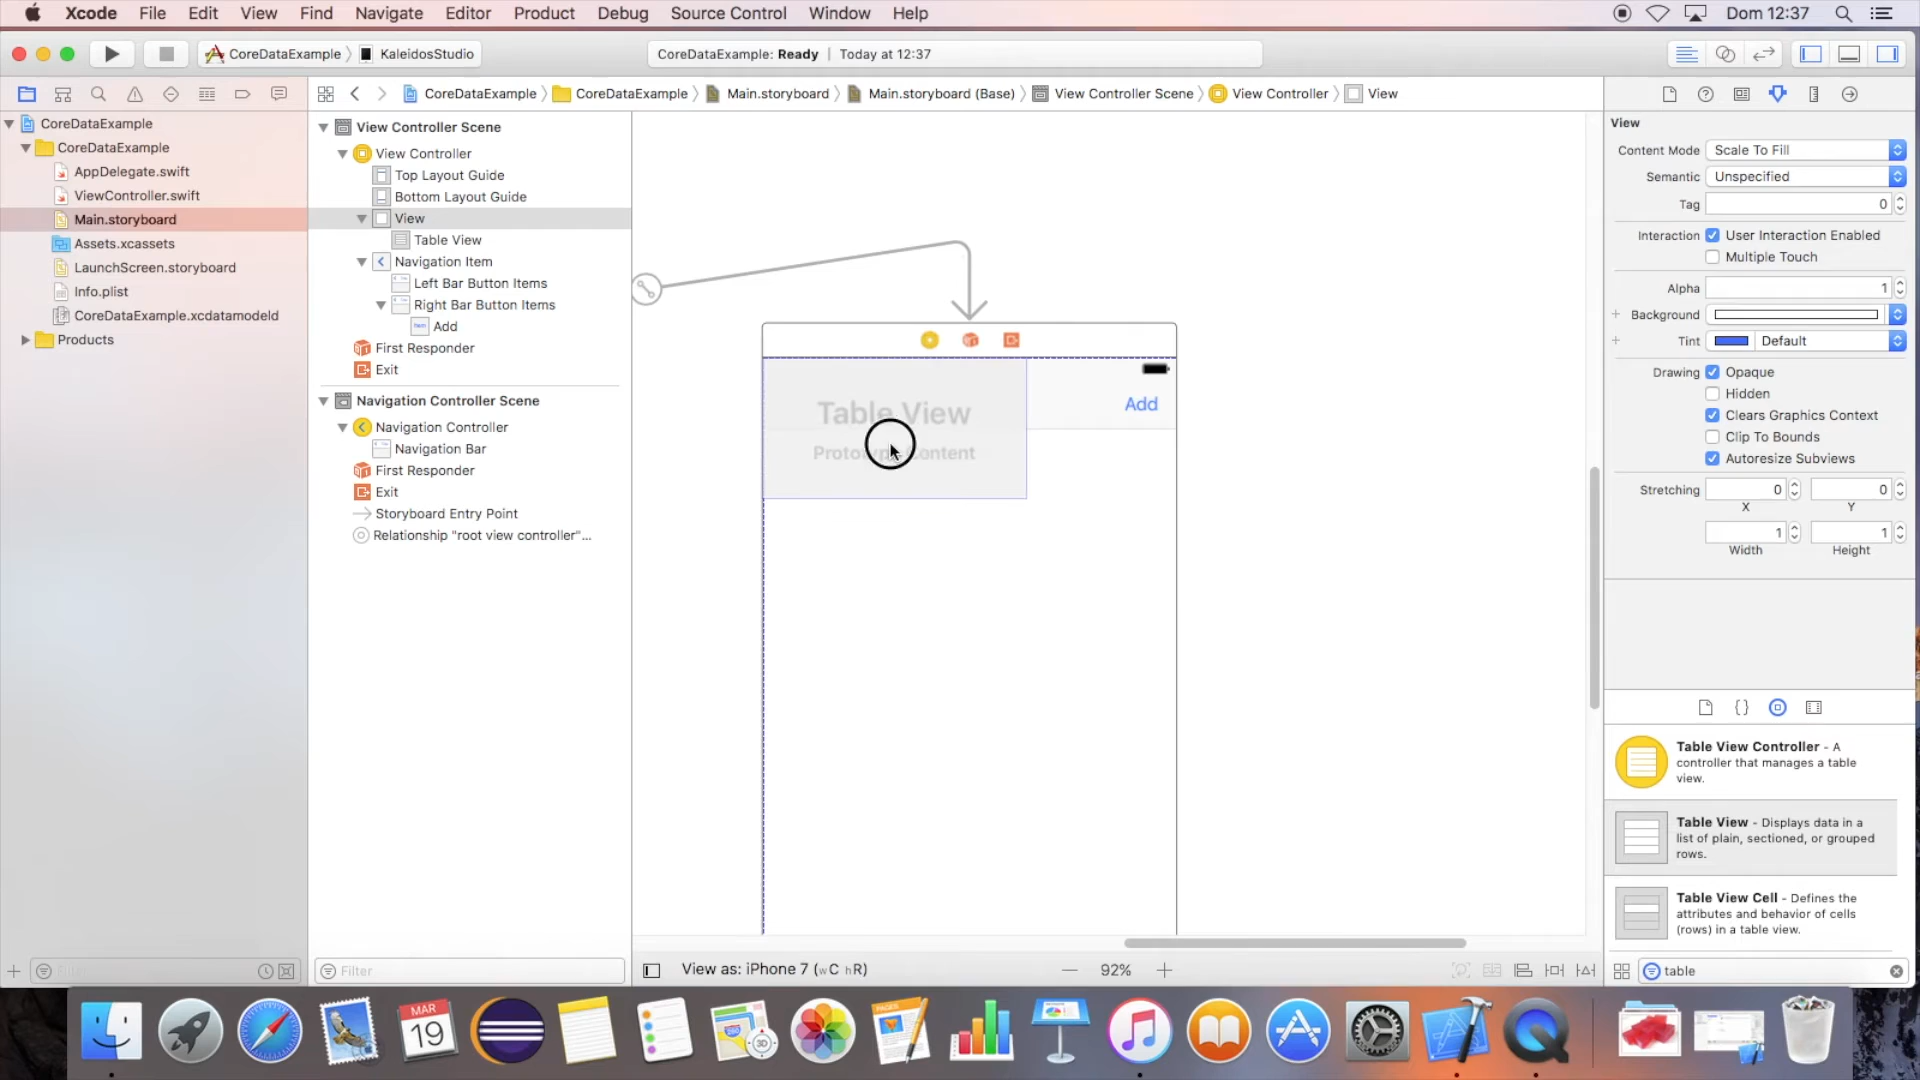 Xcode File Edit View Find Navigate Editor Product Debug Source Control Window Help Dom 12:37
CoreDataExample KaleidosStudio CoreDataExample: Ready Today at 12:37
CoreDataExample CoreDataExample Main.storyboard Main.storyboard (Base) View Controller Scene View Controller View
CoreDataExample
CoreDataExample
AppDelegate.swift
ViewController.swift
Main.storyboard
Assets.xcassets
LaunchScreen.storyboard
Info.plist
CoreDataExample.xcdatamodeld
Products
Filter
View Controller Scene
View Controller
Top Layout Guide
Bottom Layout Guide
View
Table View
Navigation Item
Left Bar Button Items
Right Bar Button Items
Item
Add
First Responder
Exit
Navigation Controller Scene
Navigation Controller
Navigation Bar
First Responder
Exit
Storyboard Entry Point
Relationship "root view controller"...
Filter
Table View
Content
Add
View as: iPhone 7 (wC hR)
— 92% +
View
Content Mode Scale To Fill
Semantic Unspecified
Tag 0
Interaction User Interaction Enabled
Multiple Touch
Alpha 1
+ Background
+ Tint Default
Drawing Opaque
Hidden
Clears Graphics Context
Clip To Bounds
Autoresize Subviews
Stretching 0 0
X Y
1 1
Width Height
{}
Table View Controller - A
controller that manages a table
view.
Table View - Displays data in a
list of plain, sectioned, or grouped
rows.
Table View Cell - Defines the
attributes and behavior of cells
(rows) in a table view.
table
MAR
19
3D
PAGES